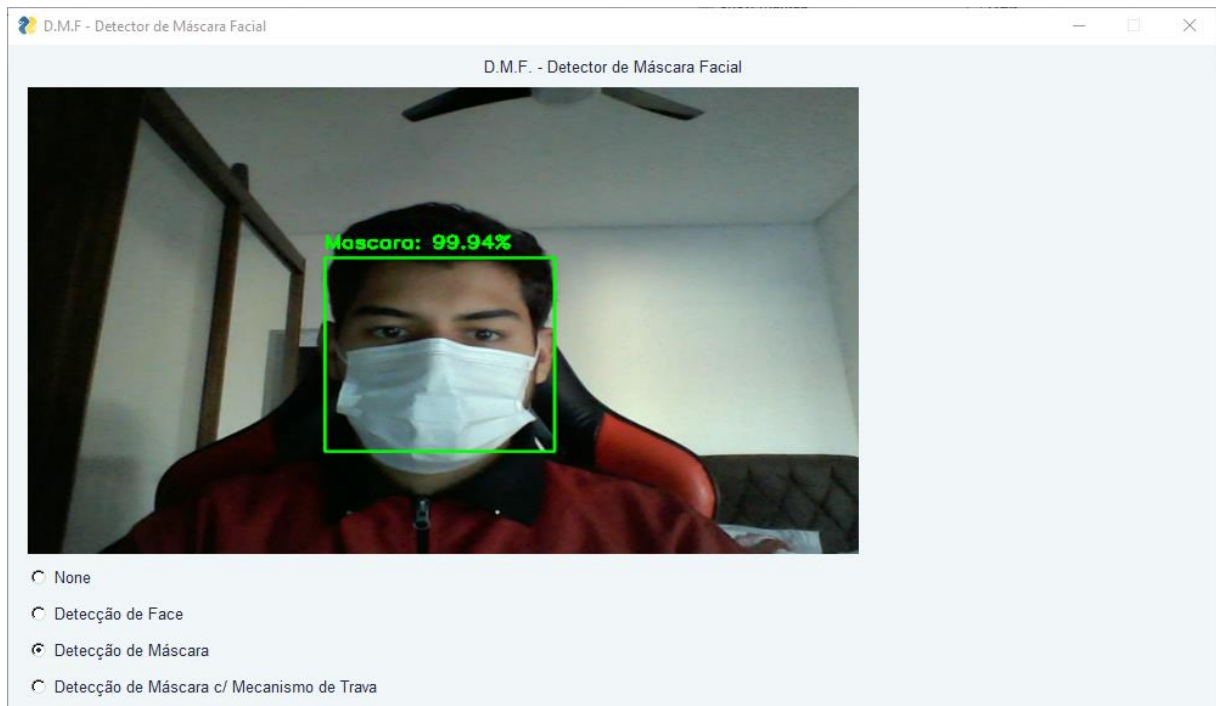 D.M.F - Detector de Máscara Facial
D.M.F. - Detector de Máscara Facial
Mascara: 99.94%
None
Detecção de Face
Detecção de Máscara
Detecção de Máscara c/ Mecanismo de Trava